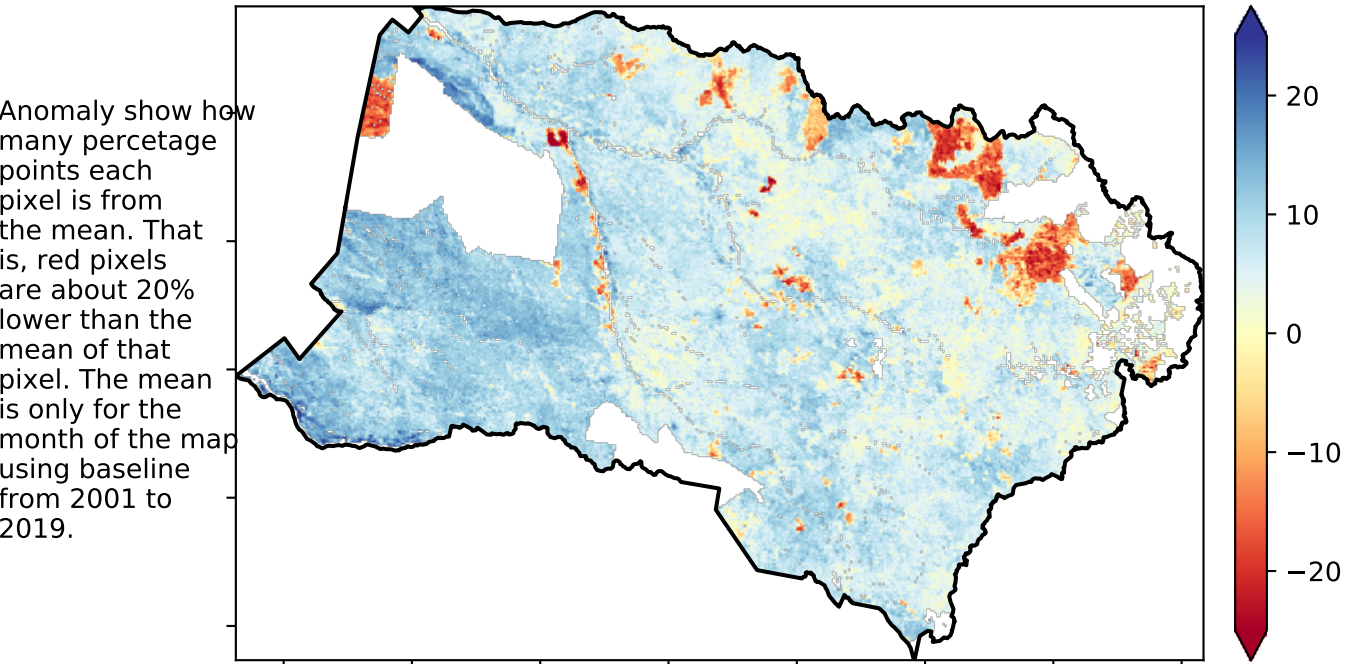 Anomaly show how
many percetage
points each
pixel is from
the mean. That
is, red pixels
are about 20%
lower than the
mean of that
pixel. The mean
is only for the
month of the map
using baseline
from 2001 to
2019.
20
10
0
−10
−20